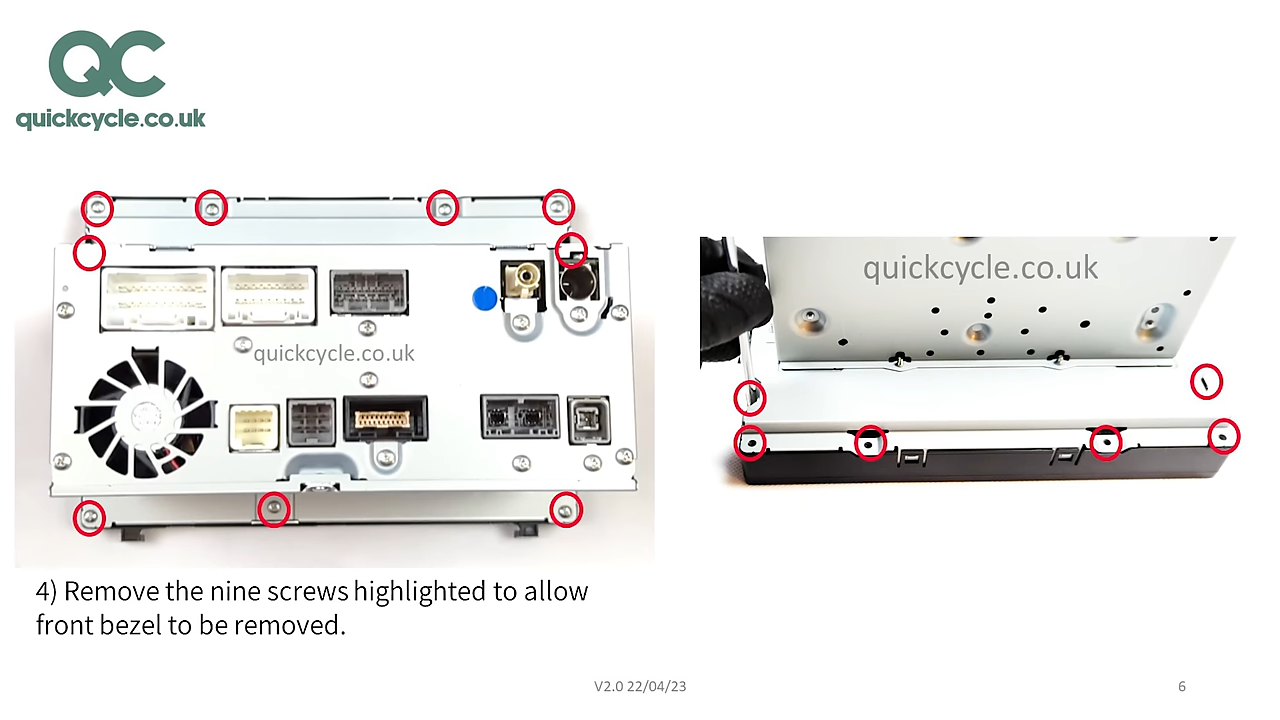 QC
quickcycle.co.uk
quickcycle.co.uk
quickcycle.co.uk
4) Remove the nine screws highlighted to allow
front bezel to be removed.
V2.0 22/04/23
6